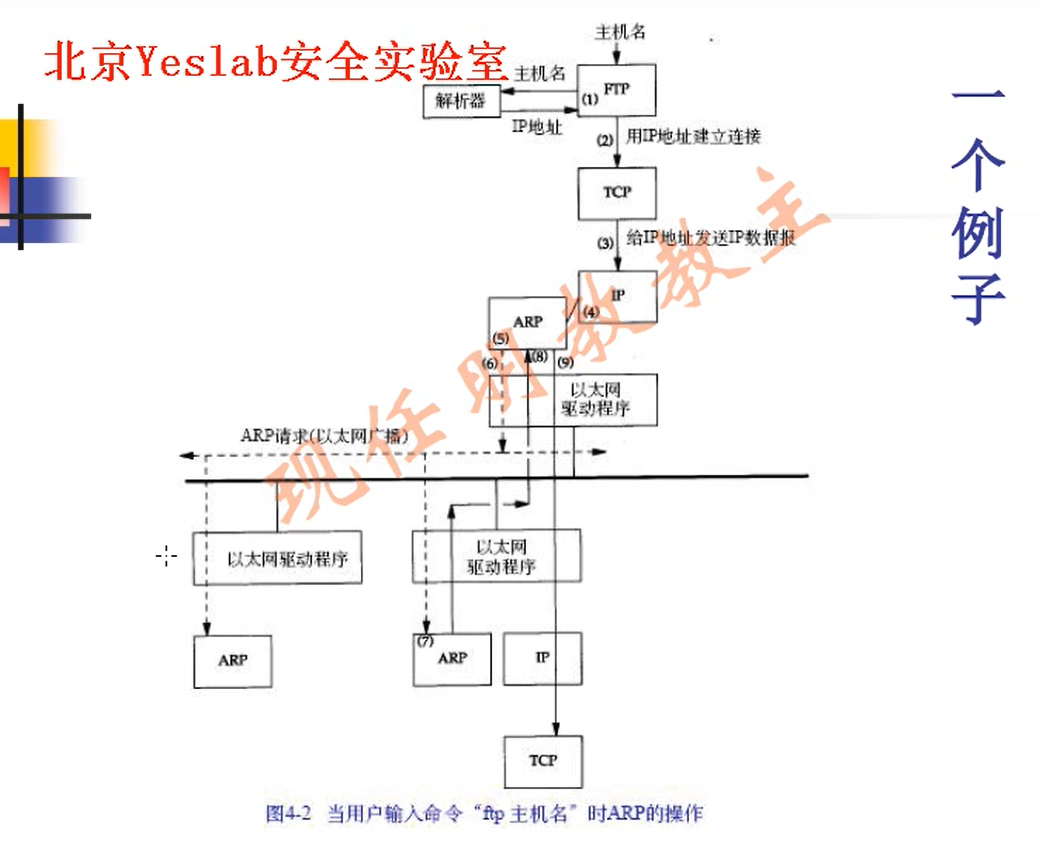 北京Yeslab安全实验室
一个例子
主机名
主机名
解析器
(1)
FTP
IP地址
(2)
用IP地址建立连接
TCP
(3)
给IP地址发送IP数据报
IP
(4)
ARP
(5)
(6)
(8)
(9)
以太网
驱动程序
ARP请求(以太网广播)
以太网驱动程序
以太网
驱动程序
ARP
(7)
ARP
IP
TCP
图4-2 当用户输入命令“ftp 主机名”时ARP的操作
现任明教教主